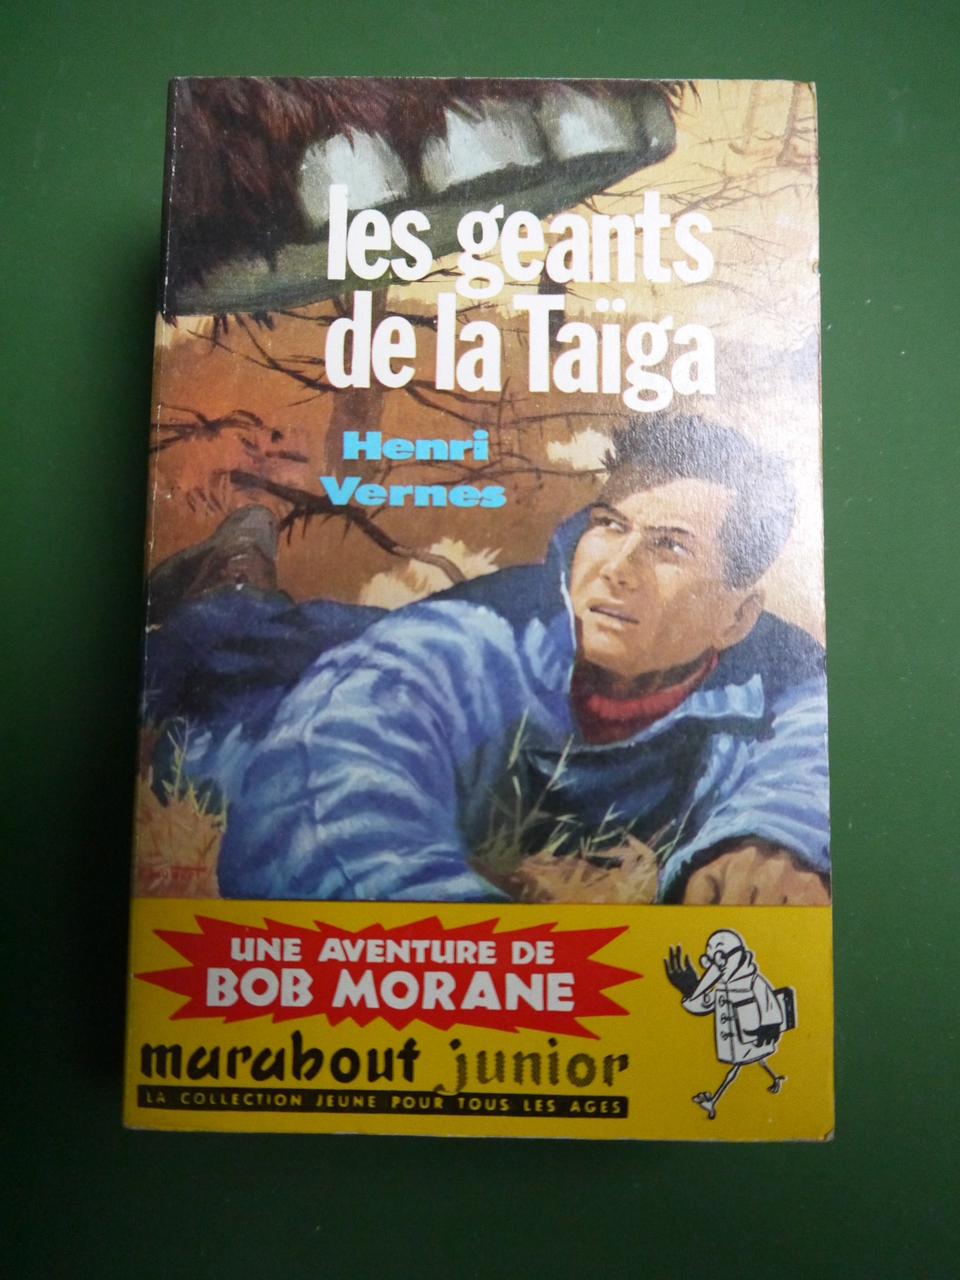 les geants
de la Taïga
Henri
Vernes
UNE AVENTURE DE
BOB MORANE
marabout junior
LA COLLECTION JEUNE POUR TOUS LES AGES